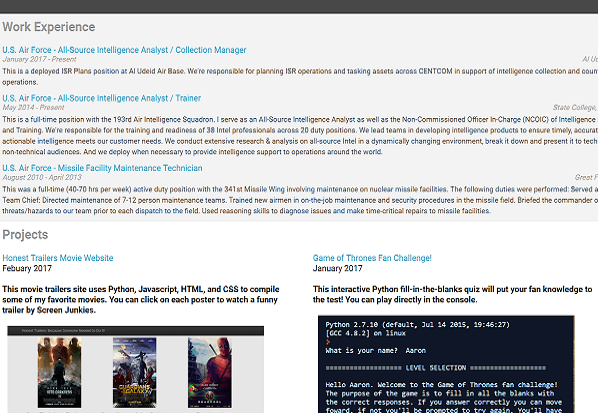 Work Experience
U.S. Air Force - All-Source Intelligence Analyst / Collection Manager
January 2017 - Present
Al Ud
This is a deployed ISR Plans position at Al Udeid Air Base. We're responsible for planning ISR operations and tasking assets across CENTCOM in support of intelligence collection and coun
operations.
U.S. Air Force - All-Source Intelligence Analyst / Trainer
May 2014 - Present
State College,
This is a full-time position with the 193rd Air Intelligence Squadron. I serve as an All-Source Intelligence Analyst as well as the Non-Commissioned Officer In-Charge (NCOIC) of Intelligence
and Training. We're responsible for the training and readiness of 38 Intel professionals across 20 duty positions. We lead teams in developing intelligence products to ensure timely, accurat
actionable intelligence meets our customer needs. We conduct extensive research & analysis on all-source Intel in a dynamically changing environment, break it down and present it to tech
non-technical audiences. And we deploy when necessary to provide intelligence support to operations around the world.
U.S. Air Force - Missile Facility Maintenance Technician
August 2010 - April 2013
Great F
This was a full-time (40-70 hrs per week) active duty position with the 341st Missile Wing involving maintenance on nuclear missile facilities. The following duties were performed: Served a
Team Chief: Directed maintenance of 7-12 person maintenance teams. Trained new airmen in on-the-job maintenance and security procedures in the missile field. Briefed the commander o
threats/hazards to our team prior to each dispatch to the field. Used reasoning skills to diagnose issues and make time-critical repairs to missile facilities.
Projects
Honest Trailers Movie Website
Febuary 2017
This movie trailers site uses Python, Javascript, HTML, and CSS to compile
some of my favorite movies. You can click on each poster to watch a funny
trailer by Screen Junkies.
Honest Trailers: Because Someone Needed to Do It!
STAR TREK
INTO DARKNESS
GUARDIANS
GALAXY
Game of Thrones Fan Challenge!
January 2017
This interactive Python fill-in-the-blanks quiz will put your fan knowledge to
the test! You can play directly in the console.
Python 2.7.10 (default, Jul 14 2015, 19:46:27)
[GCC 4.8.2] on linux
What is your name? Aaron
==================== LEVEL SELECTION ====================
Hello Aaron. Welcome to the Game of Thrones fan challenge!
The purpose of the game is to fill in all the blanks with
the correct responses. If you answer correctly you can move
foward, if not you'll be prompted to try again. You'll have